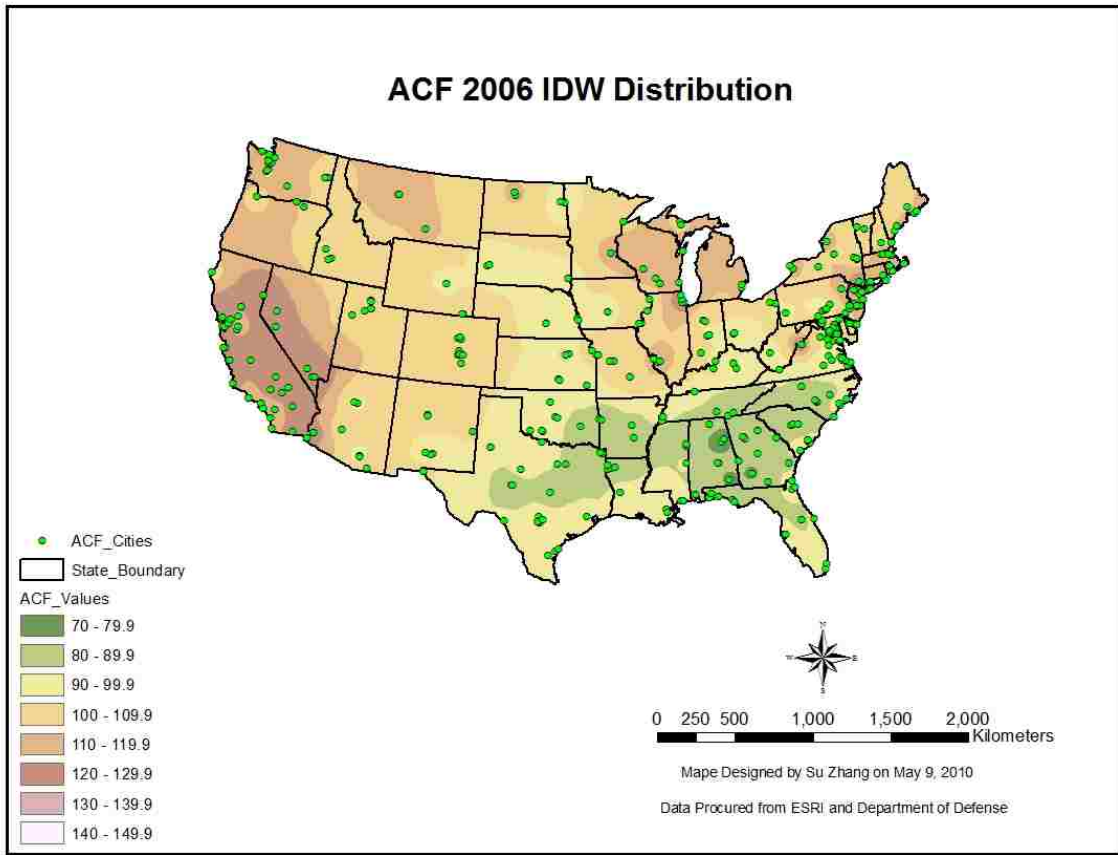 ACF 2006 IDW Distribution
ACF_Cities
State_Boundary
ACF_Values
70 - 79.9
80 - 89.9
90 - 99.9
100 - 109.9
110 - 119.9
120 - 129.9
130 - 139.9
140 - 149.9
N
W E
S
0 250 500 1,000 1,500 2,000
Kilometers
Mape Designed by Su Zhang on May 9, 2010
Data Procured from ESRI and Department of Defense